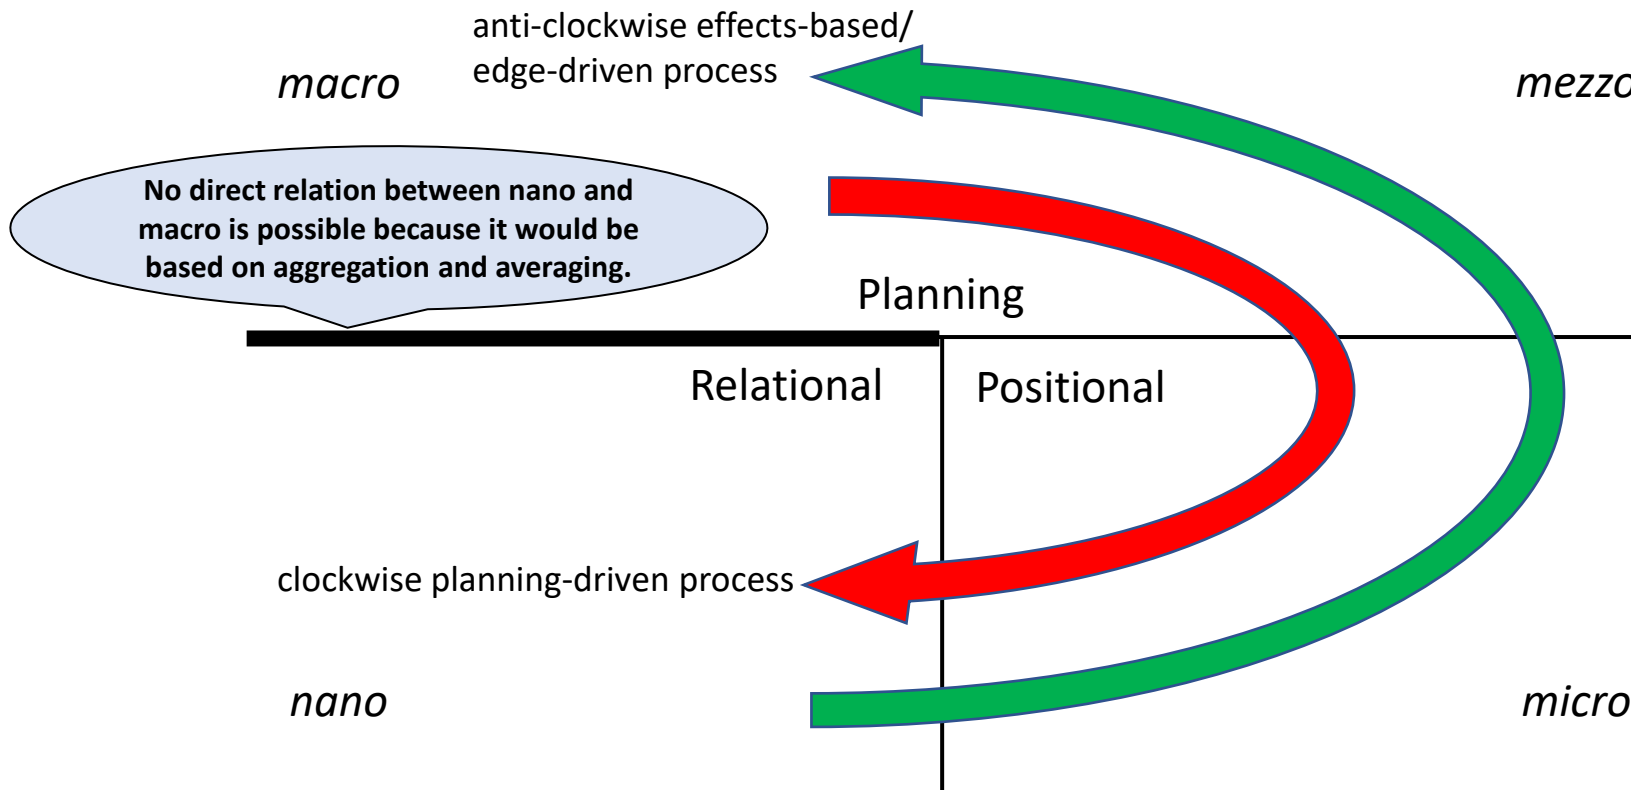 anti-clockwise effects-based/
edge-driven process
macro
mezzo
No direct relation between nano and
macro is possible because it would be
based on aggregation and averaging.
Planning
Relational
Positional
clockwise planning-driven process
nano
micro